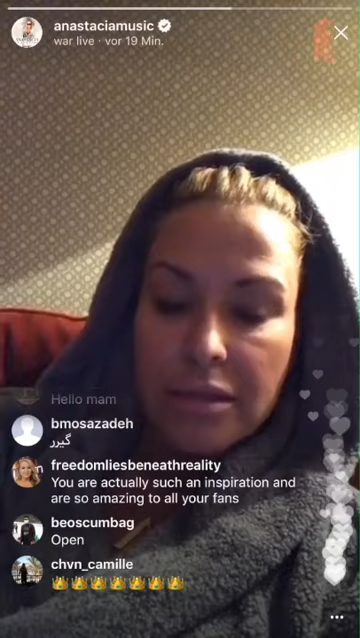 anastaciamusic
war live · vor 19 Min.
Hello mam
bmosazadeh
گیرر
freedomliesbeneathreality
You are actually such an inspiration and
are so amazing to all your fans
beoscumbag
Open
chvn_camille
👑👑👑👑👑👑👑